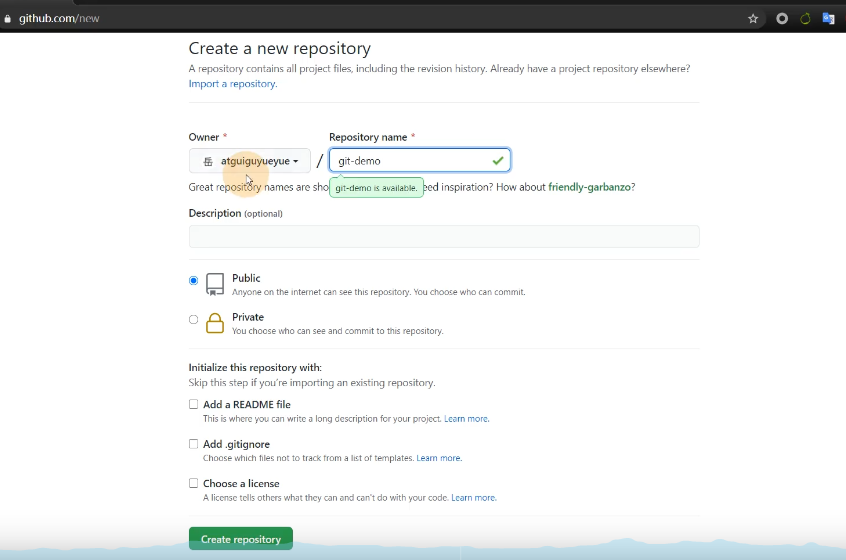 github.com/new
Create a new repository
A repository contains all project files, including the revision history. Already have a project repository elsewhere?
Import a repository.
Owner * Repository name *
岳 atguiguyueyue / git-demo
Great repository names are sho git-demo is available. eed inspiration? How about friendly-garbanzo?
Description (optional)
Public
Anyone on the internet can see this repository. You choose who can commit.
Private
You choose who can see and commit to this repository.
Initialize this repository with:
Skip this step if you're importing an existing repository.
Add a README file
This is where you can write a long description for your project. Learn more.
Add .gitignore
Choose which files not to track from a list of templates. Learn more.
Choose a license
A license tells others what they can and can't do with your code. Learn more.
Create repository